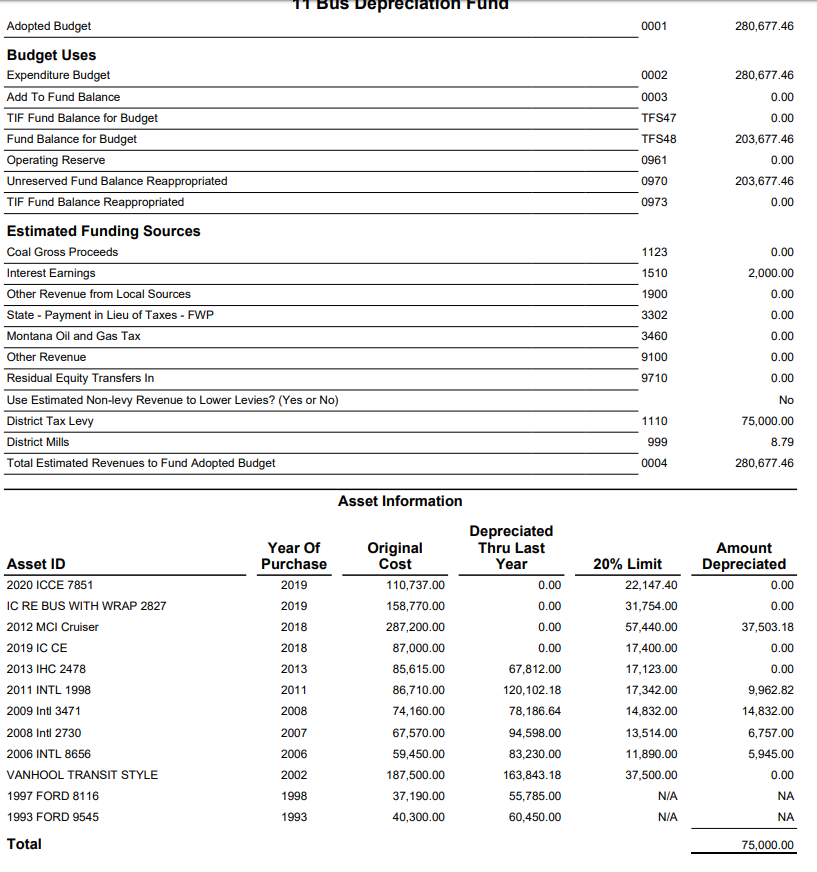 11 Bus Depreciation Fund
Adopted Budget 0001 280,677.46
Budget Uses
Expenditure Budget 0002 280,677.46
Add To Fund Balance 0003 0.00
TIF Fund Balance for Budget TFS47 0.00
Fund Balance for Budget TFS48 203,677.46
Operating Reserve 0961 0.00
Unreserved Fund Balance Reappropriated 0970 203,677.46
TIF Fund Balance Reappropriated 0973 0.00
Estimated Funding Sources
Coal Gross Proceeds 1123 0.00
Interest Earnings 1510 2,000.00
Other Revenue from Local Sources 1900 0.00
State - Payment in Lieu of Taxes - FWP 3302 0.00
Montana Oil and Gas Tax 3460 0.00
Other Revenue 9100 0.00
Residual Equity Transfers In 9710 0.00
Use Estimated Non-levy Revenue to Lower Levies? (Yes or No) No
District Tax Levy 1110 75,000.00
District Mills 999 8.79
Total Estimated Revenues to Fund Adopted Budget 0004 280,677.46
Asset Information
Depreciated
Year Of Original Thru Last Amount
Asset ID Purchase Cost Year 20% Limit Depreciated
2020 ICCE 7851 2019 110,737.00 0.00 22,147.40 0.00
IC RE BUS WITH WRAP 2827 2019 158,770.00 0.00 31,754.00 0.00
2012 MCI Cruiser 2018 287,200.00 0.00 57,440.00 37,503.18
2019 IC CE 2018 87,000.00 0.00 17,400.00 0.00
2013 IHC 2478 2013 85,615.00 67,812.00 17,123.00 0.00
2011 INTL 1998 2011 86,710.00 120,102.18 17,342.00 9,962.82
2009 Intl 3471 2008 74,160.00 78,186.64 14,832.00 14,832.00
2008 Intl 2730 2007 67,570.00 94,598.00 13,514.00 6,757.00
2006 INTL 8656 2006 59,450.00 83,230.00 11,890.00 5,945.00
VANHOOL TRANSIT STYLE 2002 187,500.00 163,843.18 37,500.00 0.00
1997 FORD 8116 1998 37,190.00 55,785.00 N/A NA
1993 FORD 9545 1993 40,300.00 60,450.00 N/A NA
Total 75,000.00